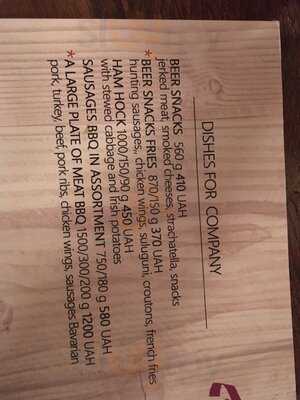 DISHES FOR COMPANY
BEER SNACKS 560 g 410 UAH
jerked meat, smoked cheeses, strachatella, snacks
*BEER SNACKS FRIES 870/150 g 370 UAH
hunting sausages,, chicken wings, suluguni, croutons, french fries
HAM HOCK 1000/150/90 g 450 UAH
with stewed cabbage and Irish potatoes
SAUSAGES BBQ IN ASSORTMENT 750/180 g 580 UAH
*A LARGE PLATE OF MEAT BBQ 1500/300/200 g 1200 UAH
pork, turkey, beef, pork ribs, chicken wings, sausages Bavarian